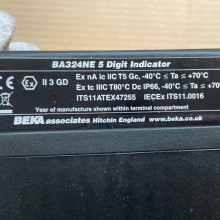 BA324NE 5 Digit Indicator
Ex nA ic IIC T5 Gc, -40°C ≤ Ta ≤ +70°C
II 3 GD
Ex tc IIIC T80°C Dc IP66, -40°C ≤ Ta ≤ +70°C
ITS11ATEX47255 IECEx ITS11.0016
Year of manufacture shown within terminal compartment
BEKA associates Hitchin England www.beka.co.uk